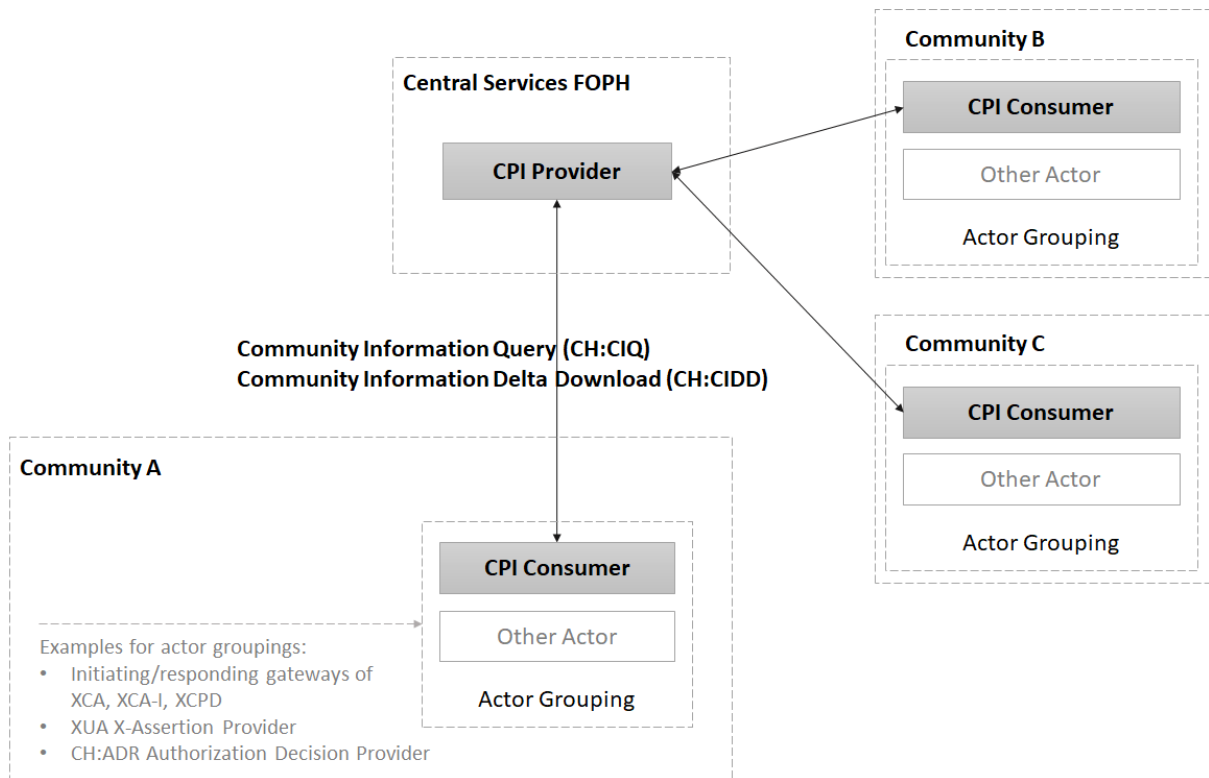 Central Services FOPH
CPI Provider
Community B
CPI Consumer
Other Actor
Actor Grouping
Community C
CPI Consumer
Other Actor
Actor Grouping
Community Information Query (CH:CIQ)
Community Information Delta Download (CH:CIDD)
Community A
CPI Consumer
Other Actor
Actor Grouping
Examples for actor groupings:
• Initiating/responding gateways of
XCA, XCA-I, XCPD
• XUA X-Assertion Provider
• CH:ADR Authorization Decision Provider